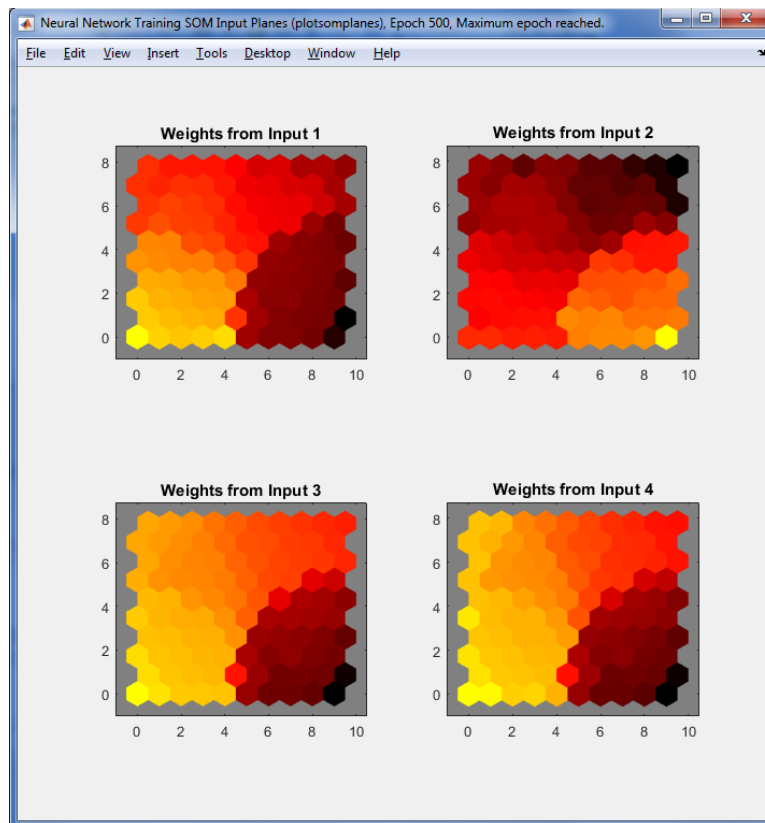 Neural Network Training SOM Input Planes (plotsomplanes), Epoch 500, Maximum epoch reached.
File Edit View Insert Tools Desktop Window Help
Weights from Input 1
8
6
4
2
0
0 2 4 6 8 10
Weights from Input 2
8
6
4
2
0
0 2 4 6 8 10
Weights from Input 3
8
6
4
2
0
0 2 4 6 8 10
Weights from Input 4
8
6
4
2
0
0 2 4 6 8 10